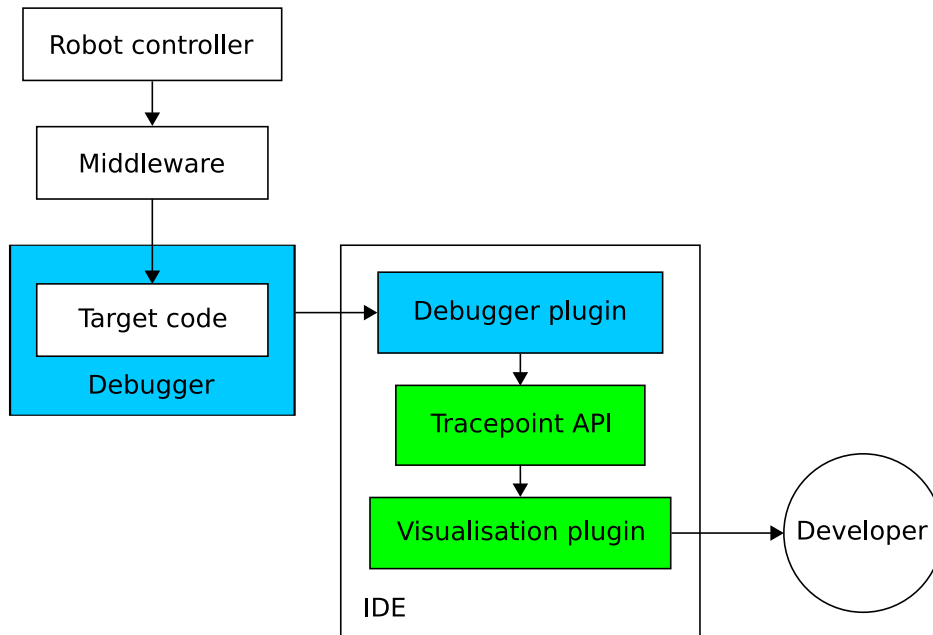 Robot controller
Middleware
Target code
Debugger
Debugger plugin
Tracepoint API
Visualisation plugin
IDE
Developer